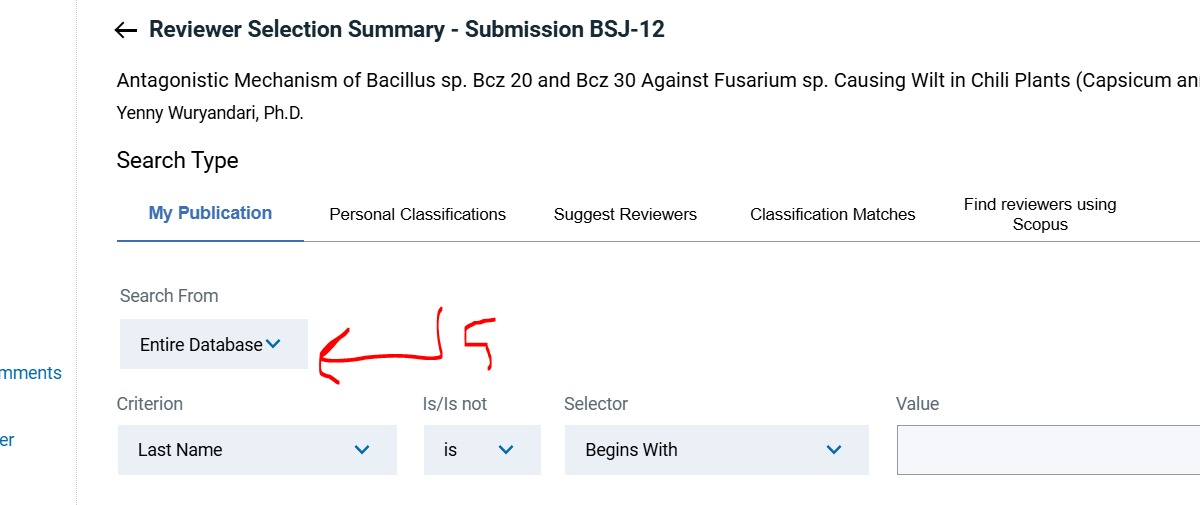 Reviewer Selection Summary - Submission BSJ-12
Antagonistic Mechanism of Bacillus sp. Bcz 20 and Bcz 30 Against Fusarium sp. Causing Wilt in Chili Plants (Capsicum an
Yenny Wuryandari, Ph.D.
Search Type
My Publication Personal Classifications Suggest Reviewers Classification Matches Find reviewers using Scopus
Search From
Entire Database
5
mments
Criterion Is/Is not Selector Value
er
Last Name is Begins With